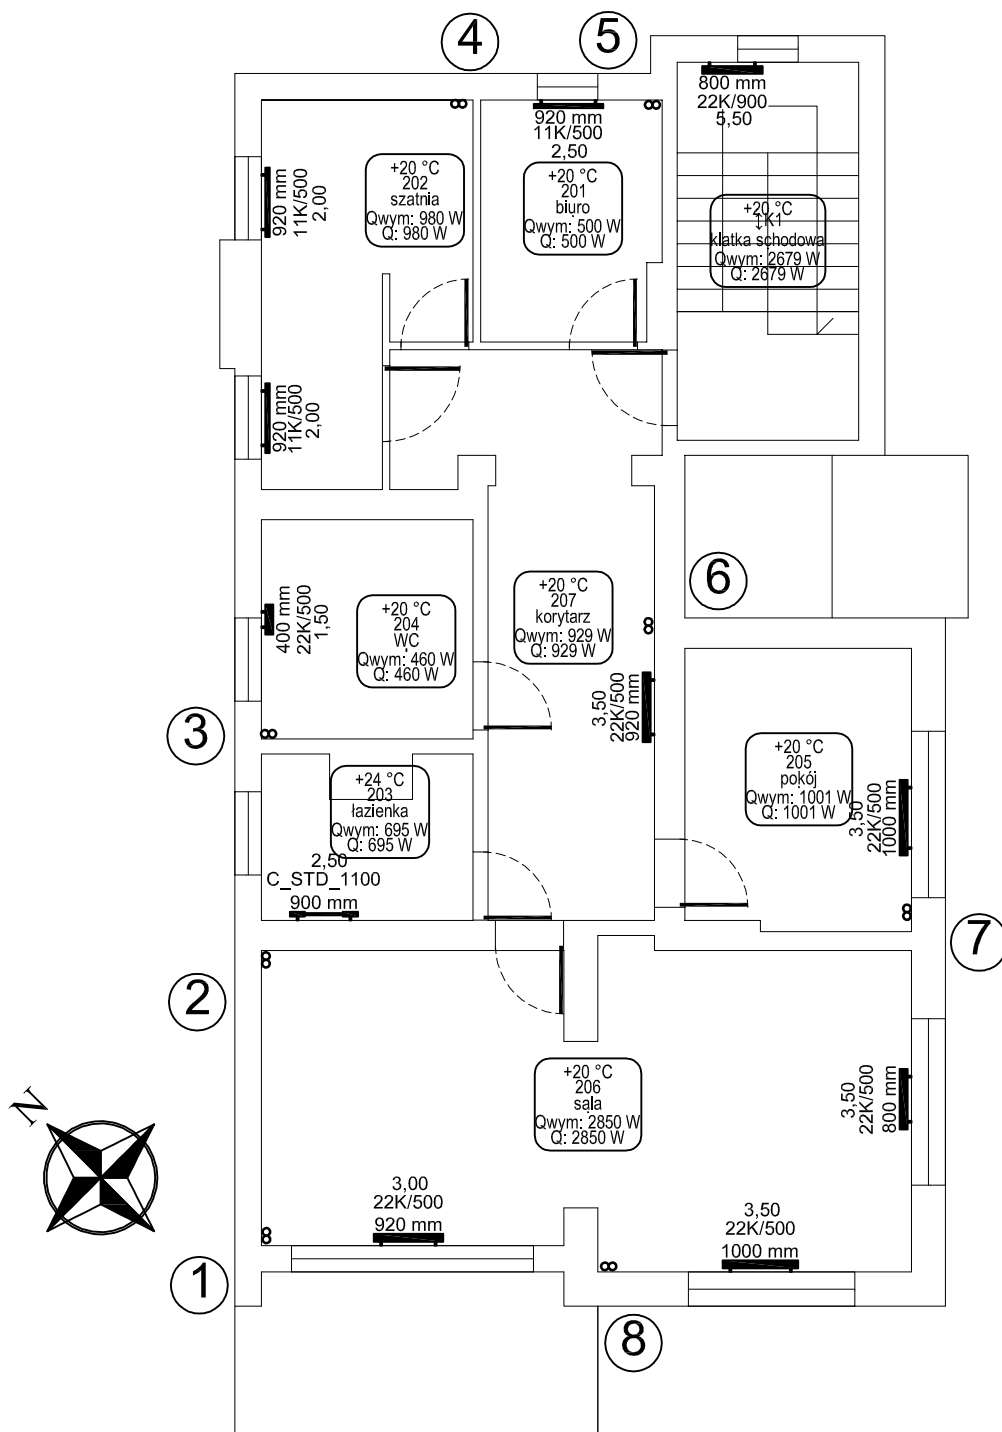 4
5
800 mm
22K/900
5,50
920 mm
11K/500
2,50
+20 °C
202
szatnia
Qwym: 980 W
Q: 980 W
+20 °C
201
biuro
Qwym: 500 W
Q: 500 W
+20 °C
K1
klatka schodowa
Qwym: 2679 W
Q: 2679 W
920 mm
11K/500
2,00
920 mm
11K/500
2,00
6
+20 °C
207
korytarz
Qwym: 929 W
Q: 929 W
+20 °C
204
WC
Qwym: 460 W
Q: 460 W
400 mm
22K/500
1,50
3,50
22K/500
920 mm
3
+20 °C
205
pokój
Qwym: 1001 W
Q: 1001 W
3,50
22K/500
1000 mm
+24 °C
203
łazienka
Qwym: 695 W
Q: 695 W
2,50
C_STD_1100
900 mm
7
2
+20 °C
206
sala
Qwym: 2850 W
Q: 2850 W
3,50
22K/500
800 mm
N
3,00
22K/500
920 mm
3,50
22K/500
1000 mm
1
8